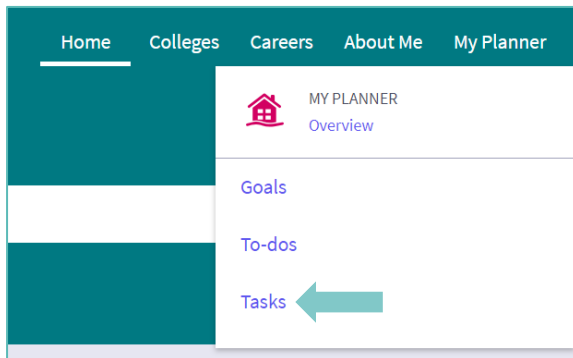 Home Colleges Careers About Me My Planner
MY PLANNER
Overview
Goals
To-dos
Tasks